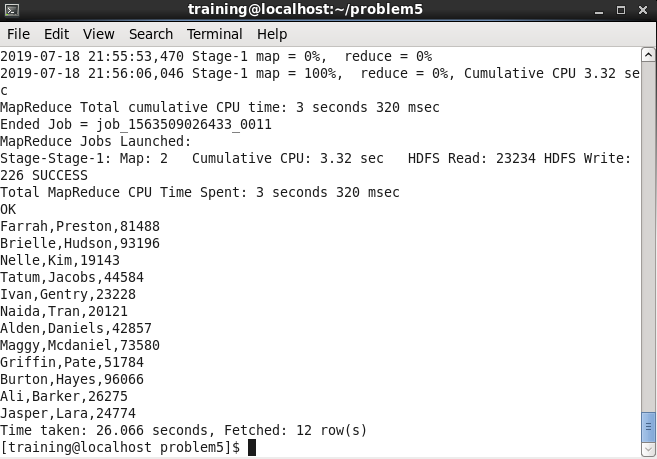 training@localhost:~/problem5
File Edit View Search Terminal Help
2019-07-18 21:55:53,470 Stage-1 map = 0%,  reduce = 0%
2019-07-18 21:56:06,046 Stage-1 map = 100%,  reduce = 0%, Cumulative CPU 3.32 se
c
MapReduce Total cumulative CPU time: 3 seconds 320 msec
Ended Job = job_1563509026433_0011
MapReduce Jobs Launched:
Stage-Stage-1: Map: 2   Cumulative CPU: 3.32 sec   HDFS Read: 23234 HDFS Write:
226 SUCCESS
Total MapReduce CPU Time Spent: 3 seconds 320 msec
OK
Farrah,Preston,81488
Brielle,Hudson,93196
Nelle,Kim,19143
Tatum,Jacobs,44584
Ivan,Gentry,23228
Naida,Tran,20121
Alden,Daniels,42857
Maggy,Mcdaniel,73580
Griffin,Pate,51784
Burton,Hayes,96066
Ali,Barker,26275
Jasper,Lara,24774
Time taken: 26.066 seconds, Fetched: 12 row(s)
[training@localhost problem5]$